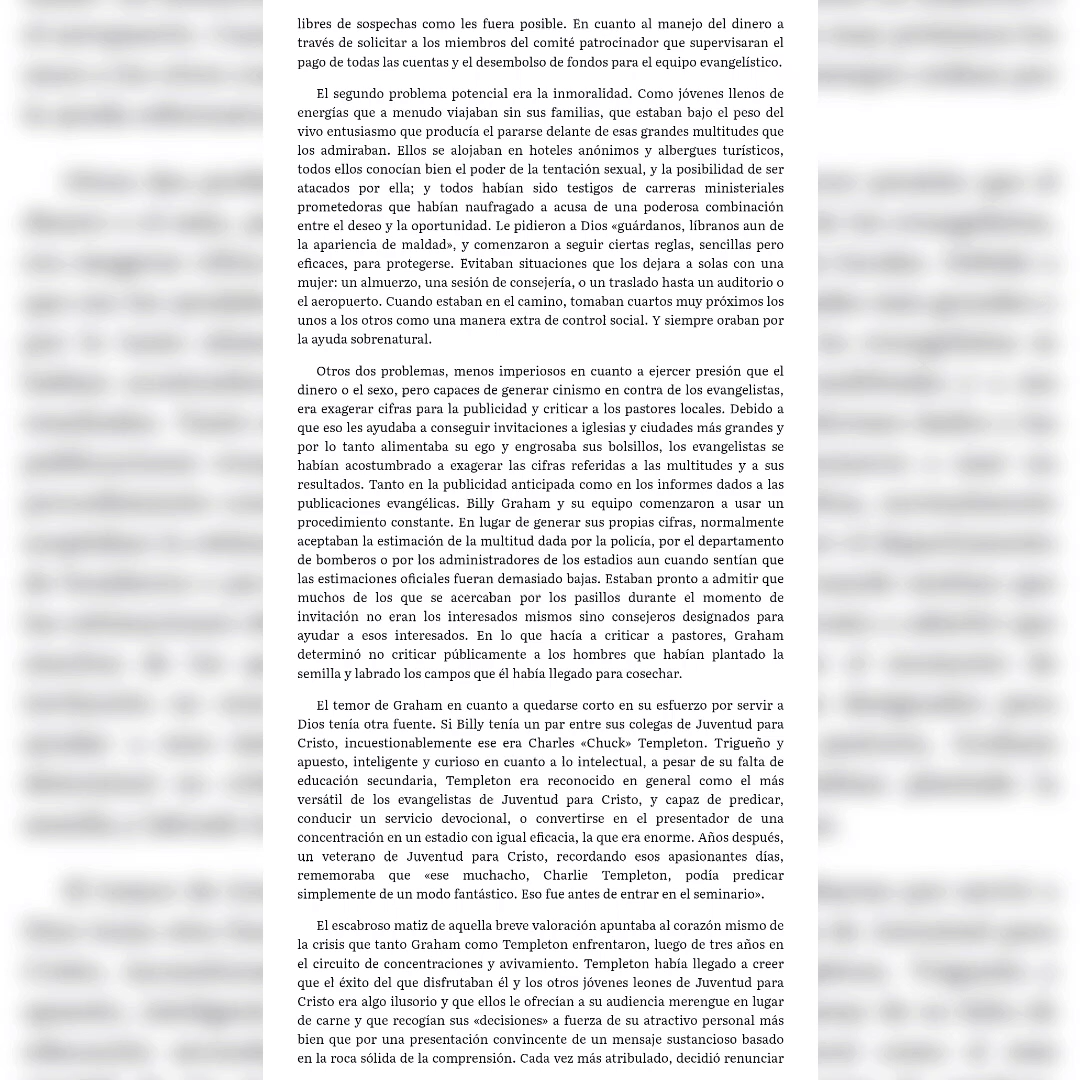 libres de sospechas como les fuera posible. En cuanto al manejo del dinero a
través de solicitar a los miembros del comité patrocinador que supervisaran el
pago de todas las cuentas y el desembolso de fondos para el equipo evangelístico.
El segundo problema potencial era la inmoralidad. Como jóvenes llenos de
energías que a menudo viajaban sin sus familias, que estaban bajo el peso del
vivo entusiasmo que producía el pararse delante de esas grandes multitudes que
los admiraban. Ellos se alojaban en hoteles anónimos y albergues turísticos,
todos ellos conocían bien el poder de la tentación sexual, y la posibilidad de ser
atacados por ella; y todos habían sido testigos de carreras ministeriales
prometedoras que habían naufragado a acusa de una poderosa combinación
entre el deseo y la oportunidad. Le pidieron a Dios «guárdanos, líbranos aun de
la apariencia de maldad», y comenzaron a seguir ciertas reglas, sencillas pero
eficaces, para protegerse. Evitaban situaciones que los dejara a solas con una
mujer: un almuerzo, una sesión de consejería, o un traslado hasta un auditorio o
el aeropuerto. Cuando estaban en el camino, tomaban cuartos muy próximos los
unos a los otros como una manera extra de control social. Y siempre oraban por
la ayuda sobrenatural.
Otros dos problemas, menos imperiosos en cuanto a ejercer presión que el
dinero o el sexo, pero capaces de generar cinismo en contra de los evangelistas,
era exagerar cifras para la publicidad y criticar a los pastores locales. Debido a
que eso les ayudaba a conseguir invitaciones a iglesias y ciudades más grandes y
por lo tanto alimentaba su ego y engrosaba sus bolsillos, los evangelistas se
habían acostumbrado a exagerar las cifras referidas a las multitudes y a sus
resultados. Tanto en la publicidad anticipada como en los informes dados a las
publicaciones evangélicas. Billy Graham y su equipo comenzaron a usar un
procedimiento constante. En lugar de generar sus propias cifras, normalmente
aceptaban la estimación de la multitud dada por la policía, por el departamento
de bomberos o por los administradores de los estadios aun cuando sentían que
las estimaciones oficiales fueran demasiado bajas. Estaban pronto a admitir que
muchos de los que se acercaban por los pasillos durante el momento de
invitación no eran los interesados mismos sino consejeros designados para
ayudar a esos interesados. En lo que hacía a criticar a pastores, Graham
determinó no criticar públicamente a los hombres que habían plantado la
semilla y labrado los campos que él había llegado para cosechar.
El temor de Graham en cuanto a quedarse corto en su esfuerzo por servir a
Dios tenía otra fuente. Si Billy tenía un par entre sus colegas de Juventud para
Cristo, incuestionablemente ese era Charles «Chuck» Templeton. Trigueño y
apuesto, inteligente y curioso en cuanto a lo intelectual, a pesar de su falta de
educación secundaria, Templeton era reconocido en general como el más
versátil de los evangelistas de Juventud para Cristo, y capaz de predicar,
conducir un servicio devocional, o convertirse en el presentador de una
concentración en un estadio con igual eficacia, la que era enorme. Años después,
un veterano de Juventud para Cristo, recordando esos apasionantes días,
rememoraba que «ese muchacho, Charlie Templeton, podía predicar
simplemente de un modo fantástico. Eso fue antes de entrar en el seminario».
El escabroso matiz de aquella breve valoración apuntaba al corazón mismo de
la crisis que tanto Graham como Templeton enfrentaron, luego de tres años en
el circuito de concentraciones y avivamiento. Templeton había llegado a creer
que el éxito del que disfrutaban él y los otros jóvenes leones de Juventud para
Cristo era algo ilusorio y que ellos le ofrecían a su audiencia merengue en lugar
de carne y que recogían sus «decisiones» a fuerza de su atractivo personal más
bien que por una presentación convincente de un mensaje sustancioso basado
en la roca sólida de la comprensión. Cada vez más atribulado, decidió renunciar